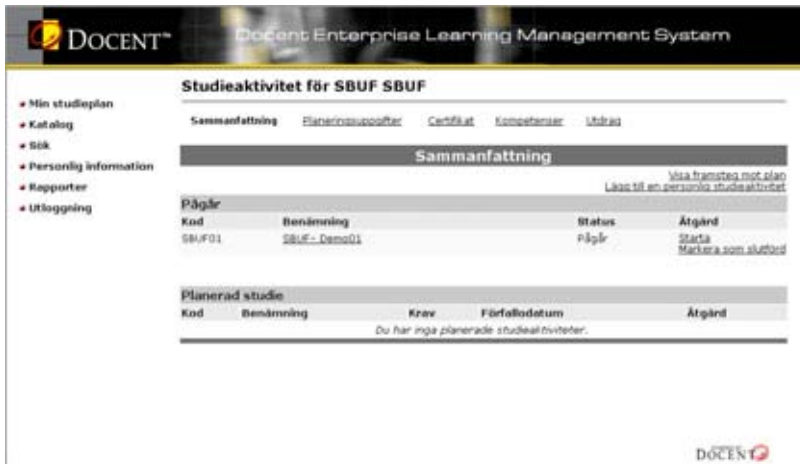 DOCENT™
Docent Enterprise Learning Management System
Studieaktivitet för SBUF SBUF
Min studieplan
Katalog
Sök
Personlig information
Rapporter
Utloggning
Sammanfattning Planeringsuppgifter Certifikat Kompetenser Utdrag
Sammanfattning
Visa framsteg mot plan
Lägg till en personlig studieaktivitet
Pågår
Kod Benämning Status Åtgärd
SBUF01 SBUF- Demo01 Pågår Starta
Markera som slutförd
Planerad studie
Kod Benämning Krav Förfallodatum Åtgärd
Du har inga planerade studieaktiviteter.
DOCENT